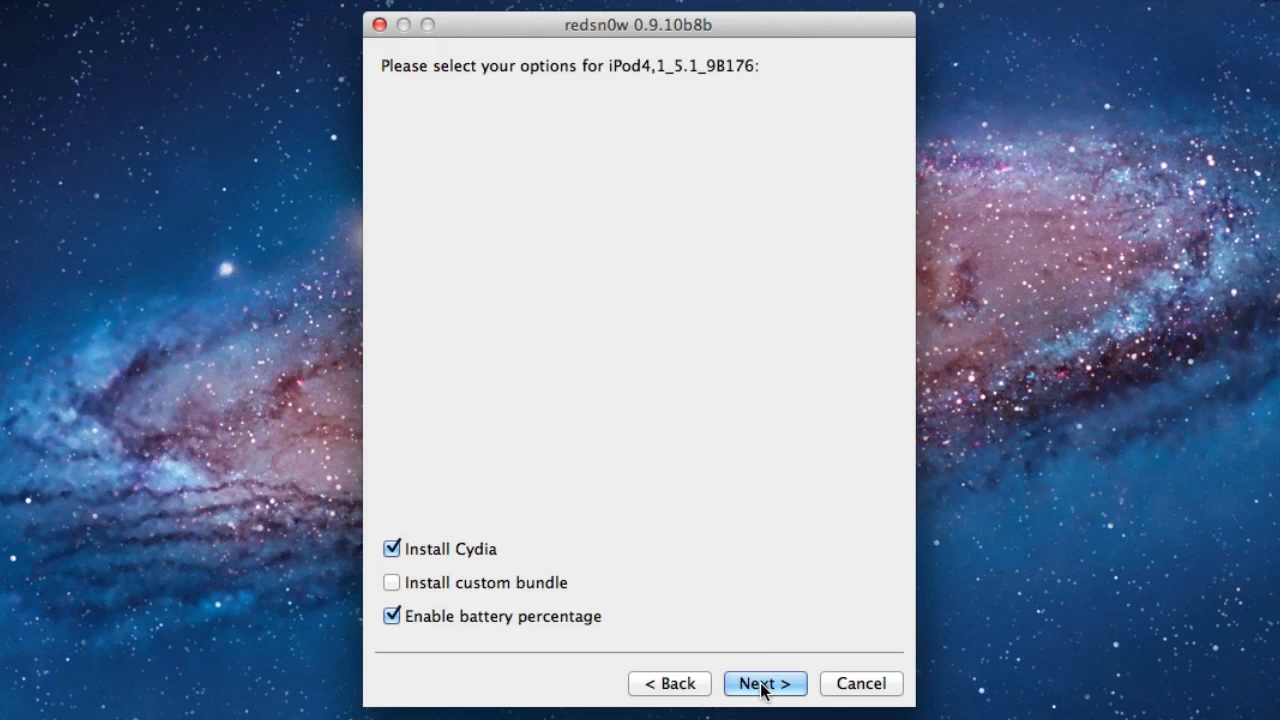 redsn0w 0.9.10b8b
Please select your options for iPod4,1_5.1_9B176:
Install Cydia
Install custom bundle
Enable battery percentage
< Back Next > Cancel